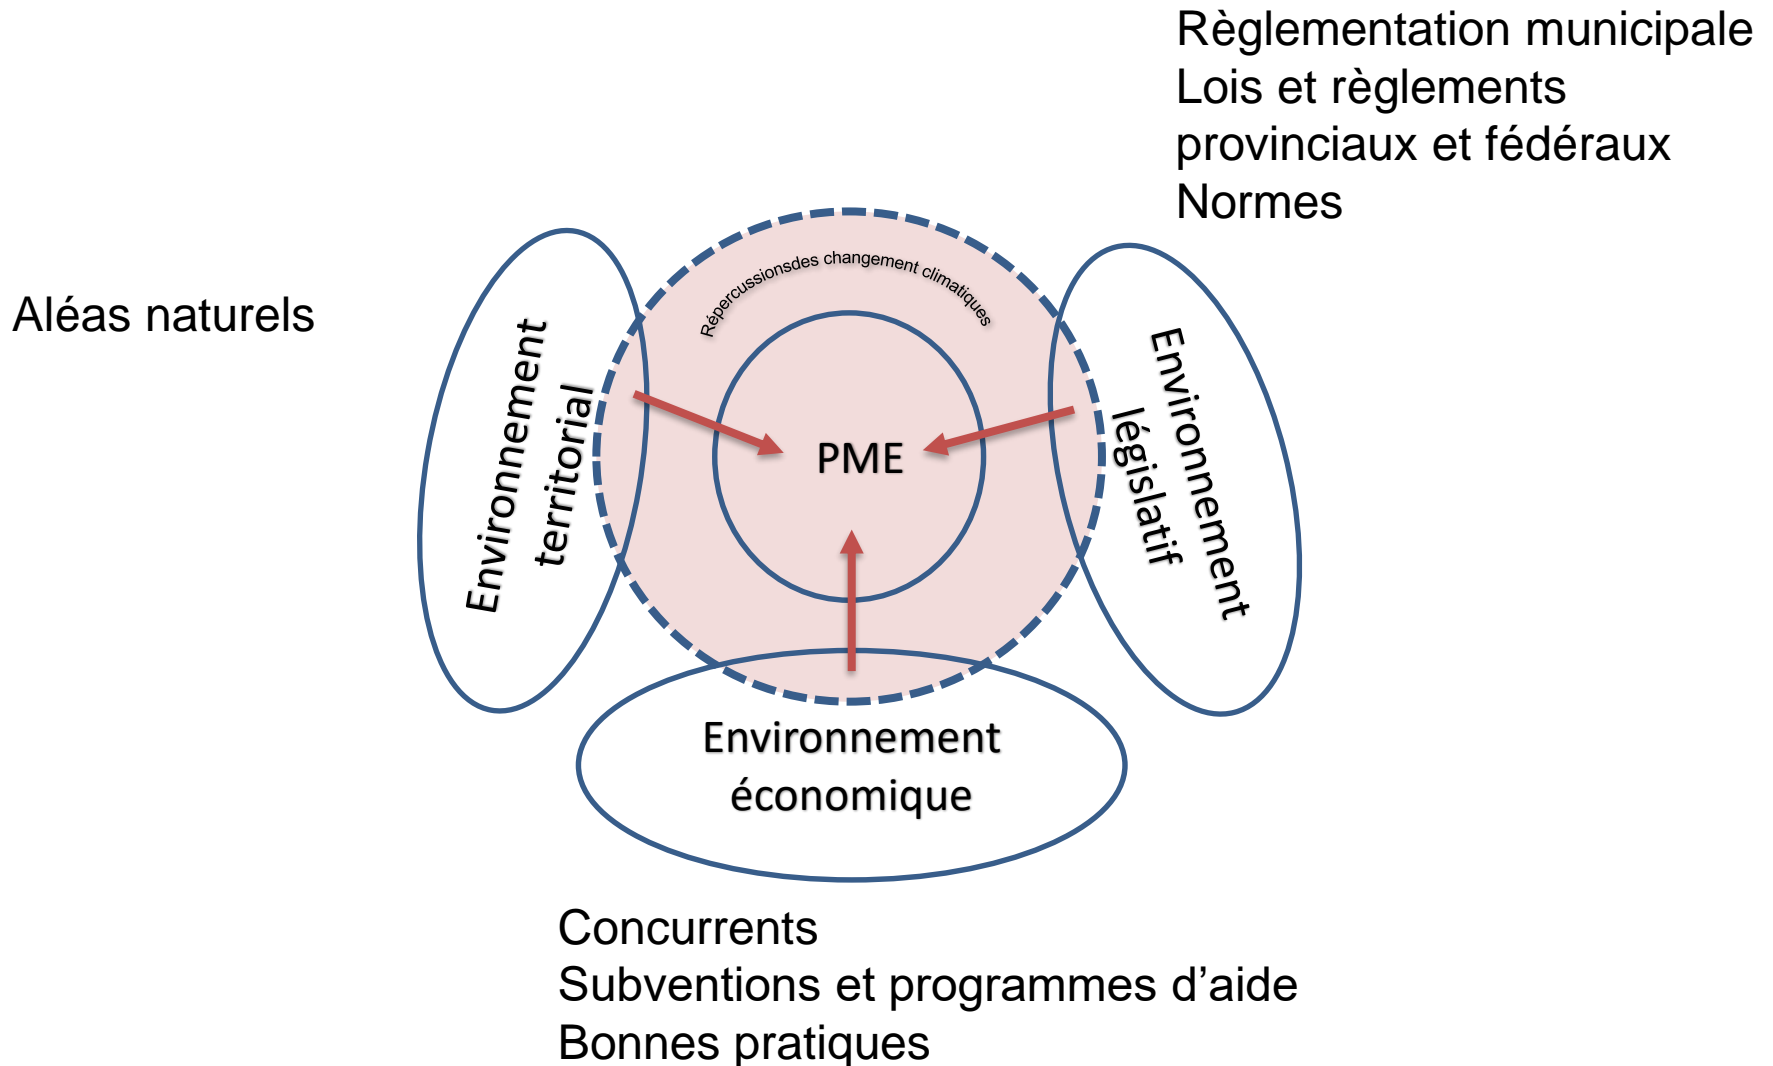 Règlementation municipale
Lois et règlements
provinciaux et fédéraux
Normes
Aléas naturels
Répercussionsdes changement climatiques
Environnement
territorial
PME
Environnement
législatif
Environnement
économique
Concurrents
Subventions et programmes d’aide
Bonnes pratiques